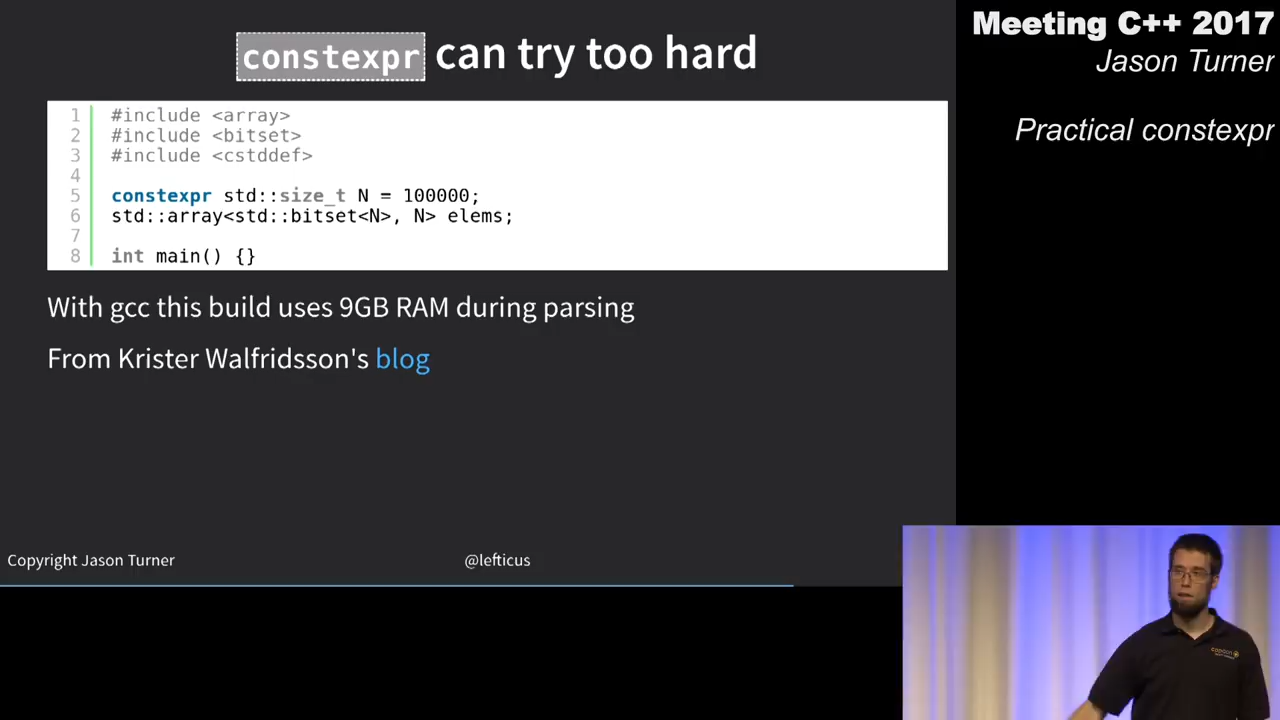 constexpr can try too hard
1 #include <array>
2 #include <bitset>
3 #include <cstddef>
4
5 constexpr std::size_t N = 100000;
6 std::array<std::bitset<N>, N> elems;
7
8 int main() {}
With gcc this build uses 9GB RAM during parsing
From Krister Walfridsson's blog
Copyright Jason Turner
@lefticus
Meeting C++ 2017
Jason Turner
Practical constexpr